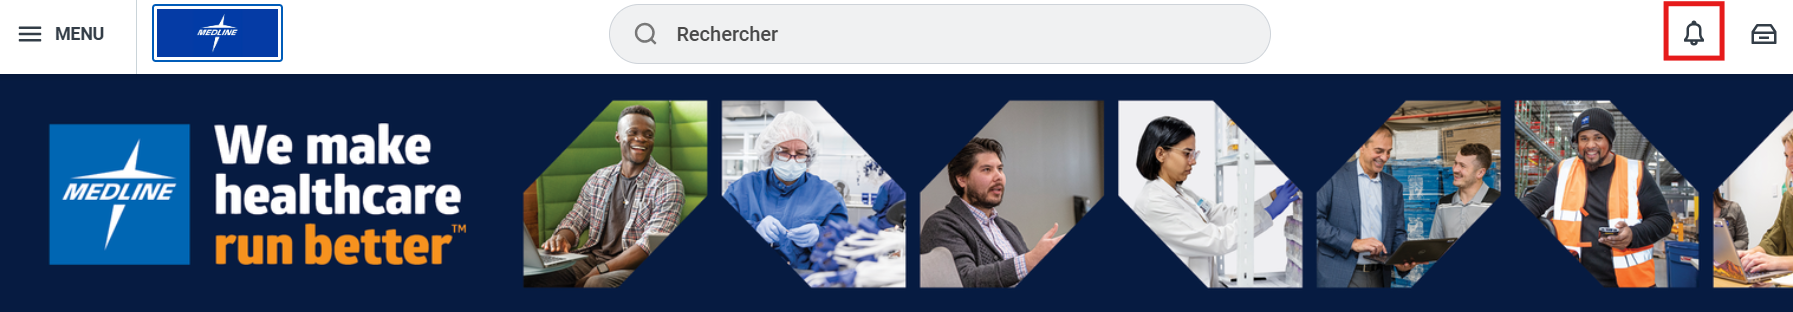 MENU
MEDLINE
Rechercher
MEDLINE
We make
healthcare
run better™